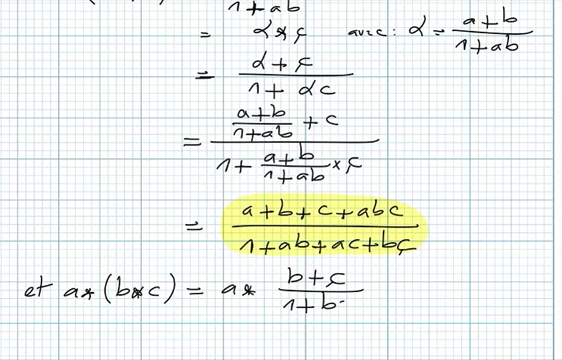 1+ab
= α*c avec : α = (a+b)/(1+ab)
= (α+c)/(1+αc)
= ((a+b)/(1+ab) + c)/(1 + (a+b)/(1+ab) × c)
= (a+b+c+abc)/(1+ab+ac+bc)
et a*(b*c) = a* (b+c)/(1+b